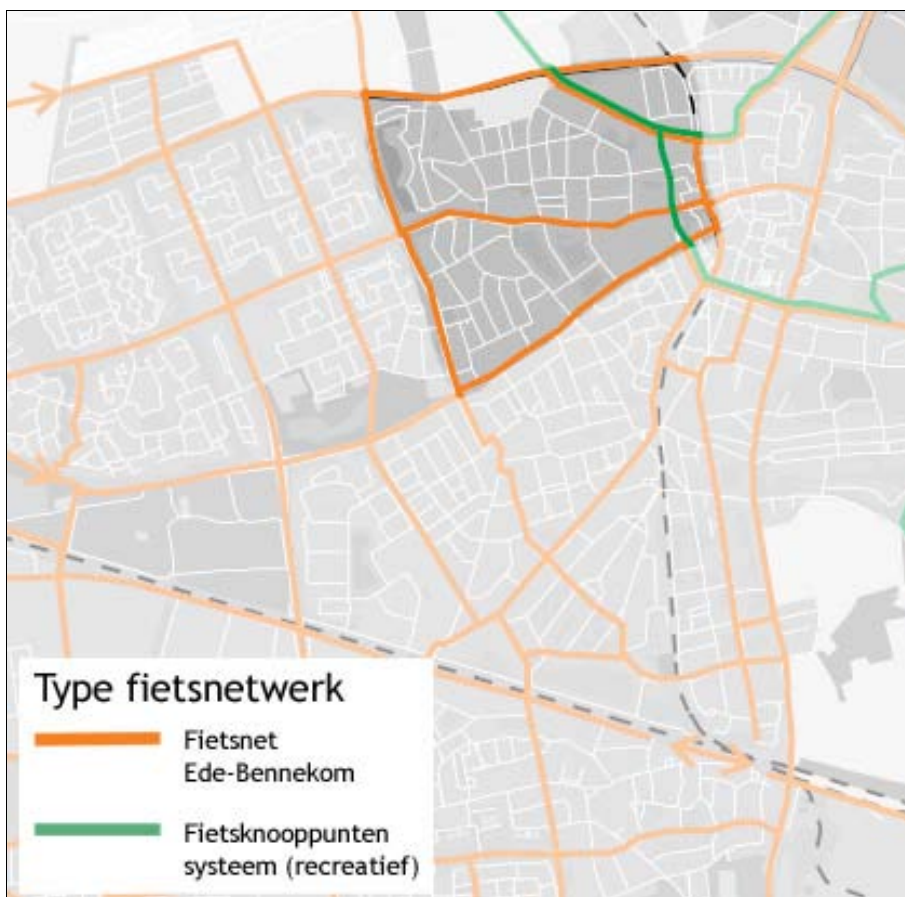 Type fietsnetwerk
Fietsnet
Ede-Bennekom
Fietsknooppunten
systeem (recreatief)